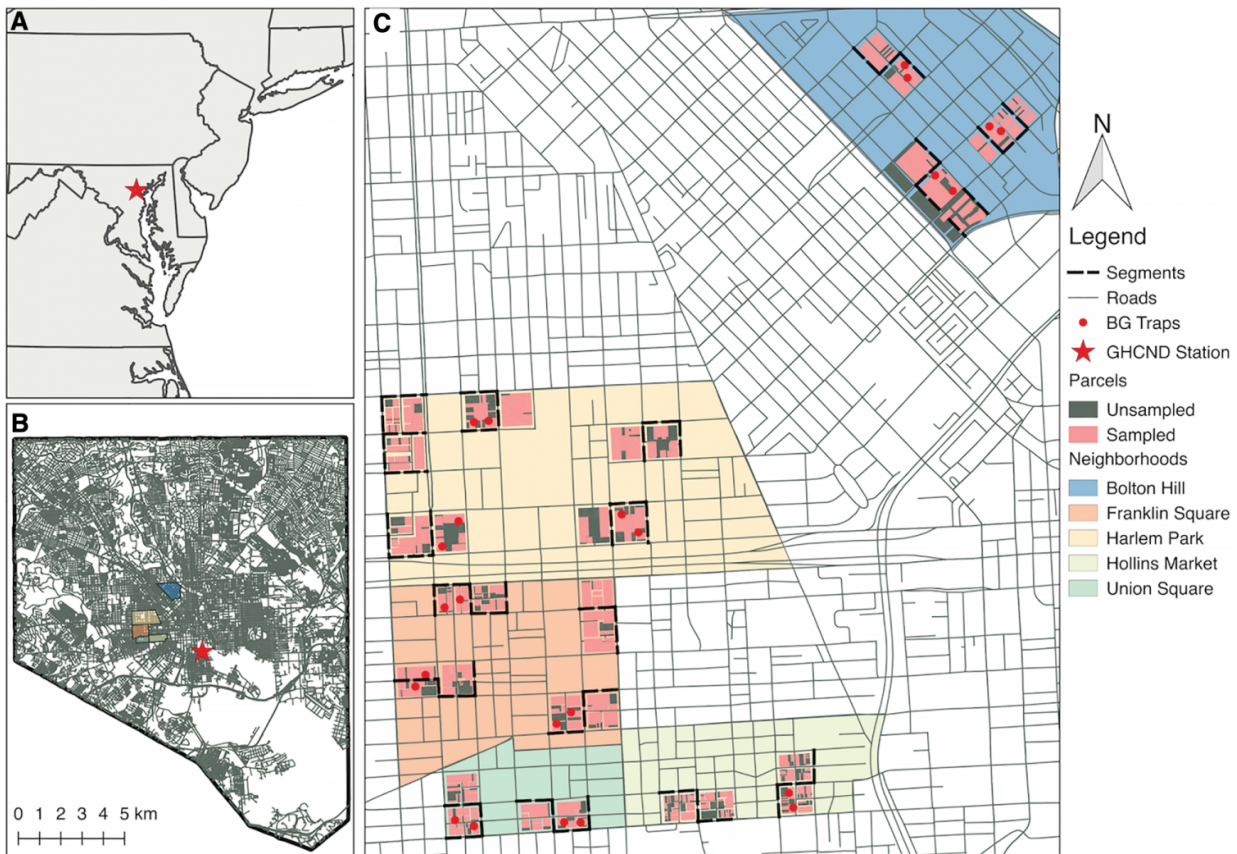 A
B
0 1 2 3 4 5 km
C
N
Legend
Segments
Roads
BG Traps
GHCND Station
Parcels
Unsampled
Sampled
Neighborhoods
Bolton Hill
Franklin Square
Harlem Park
Hollins Market
Union Square